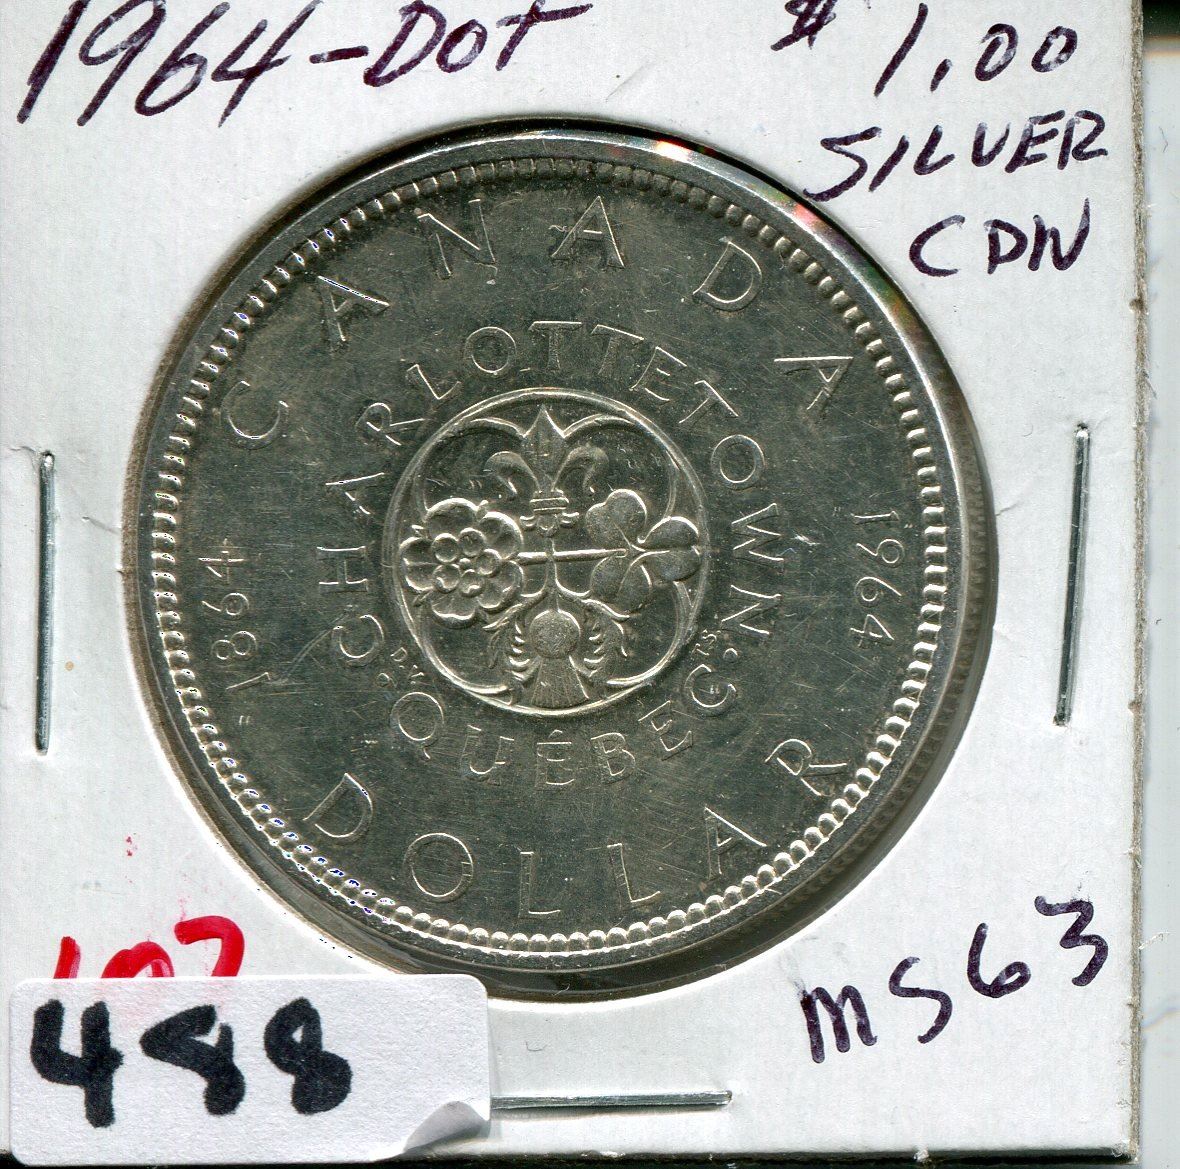 1964-Dot $1.00
SILVER
CDN
CANADA
CHARLOTTETOWN
1864
1964
D.T.
T.S.
QUÉBEC
DOLLAR
107
488
MS63